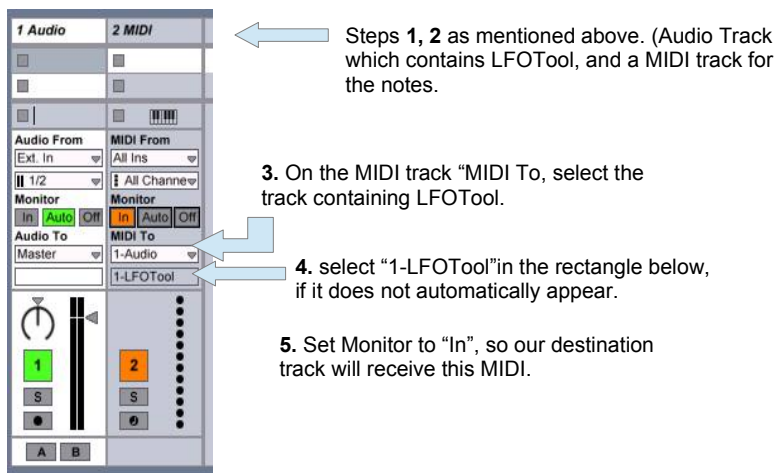 1 Audio
2 MIDI
Audio From
Ext. In
1/2
Monitor
In Auto Off
Audio To
Master
MIDI From
All Ins
All Channe
Monitor
In Auto Off
MIDI To
1-Audio
1-LFOTool
1
S
2
S
A B
Steps 1, 2 as mentioned above. (Audio Track
which contains LFOTool, and a MIDI track for
the notes.
3. On the MIDI track “MIDI To, select the
track containing LFOTool.
4. select “1-LFOTool”in the rectangle below,
if it does not automatically appear.
5. Set Monitor to “In”, so our destination
track will receive this MIDI.